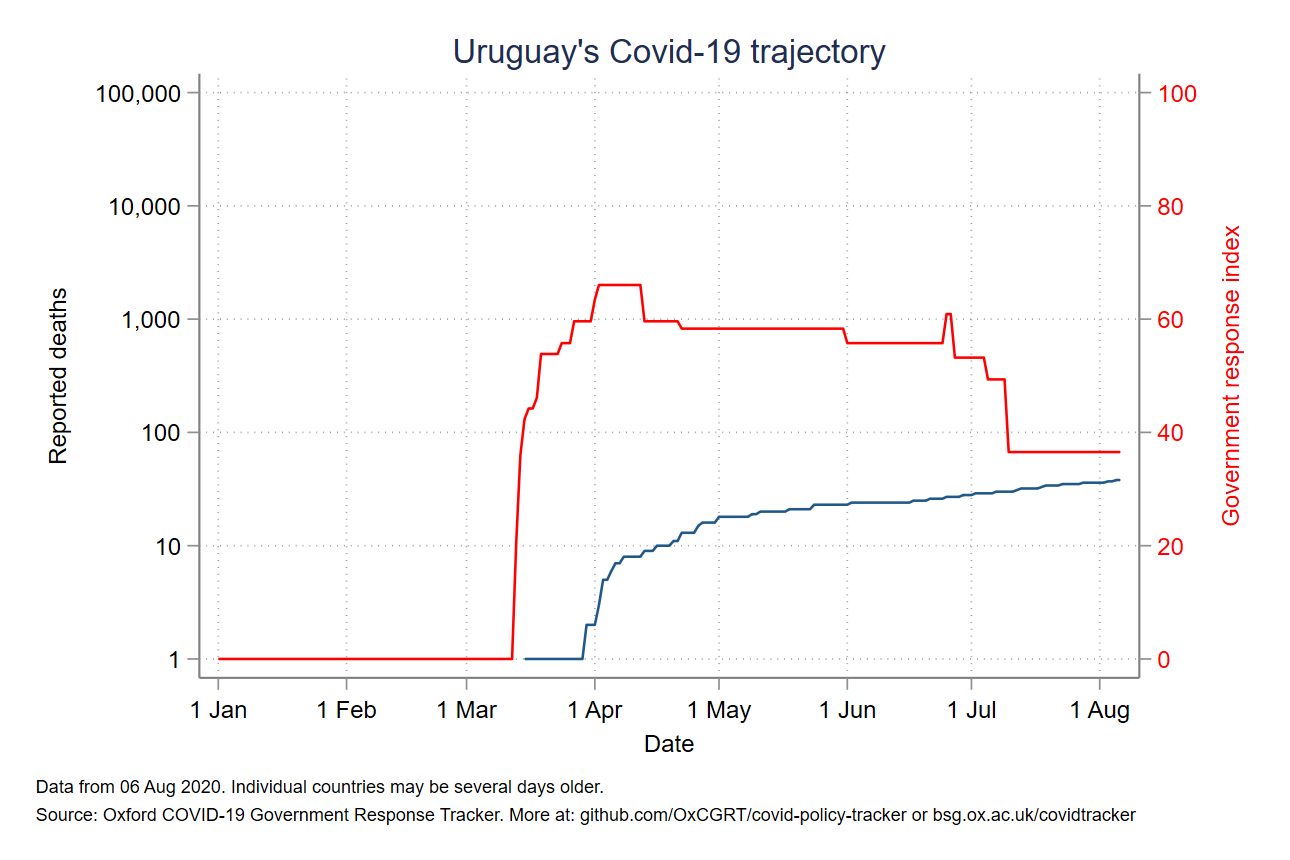 Uruguay's Covid-19 trajectory
100,000
10,000
1,000
100
10
1
Reported deaths
100
80
60
40
20
0
Government response index
1 Jan 1 Feb 1 Mar 1 Apr 1 May 1 Jun 1 Jul 1 Aug
Date
Data from 06 Aug 2020. Individual countries may be several days older.
Source: Oxford COVID-19 Government Response Tracker. More at: github.com/OxCGRT/covid-policy-tracker or bsg.ox.ac.uk/covidtracker